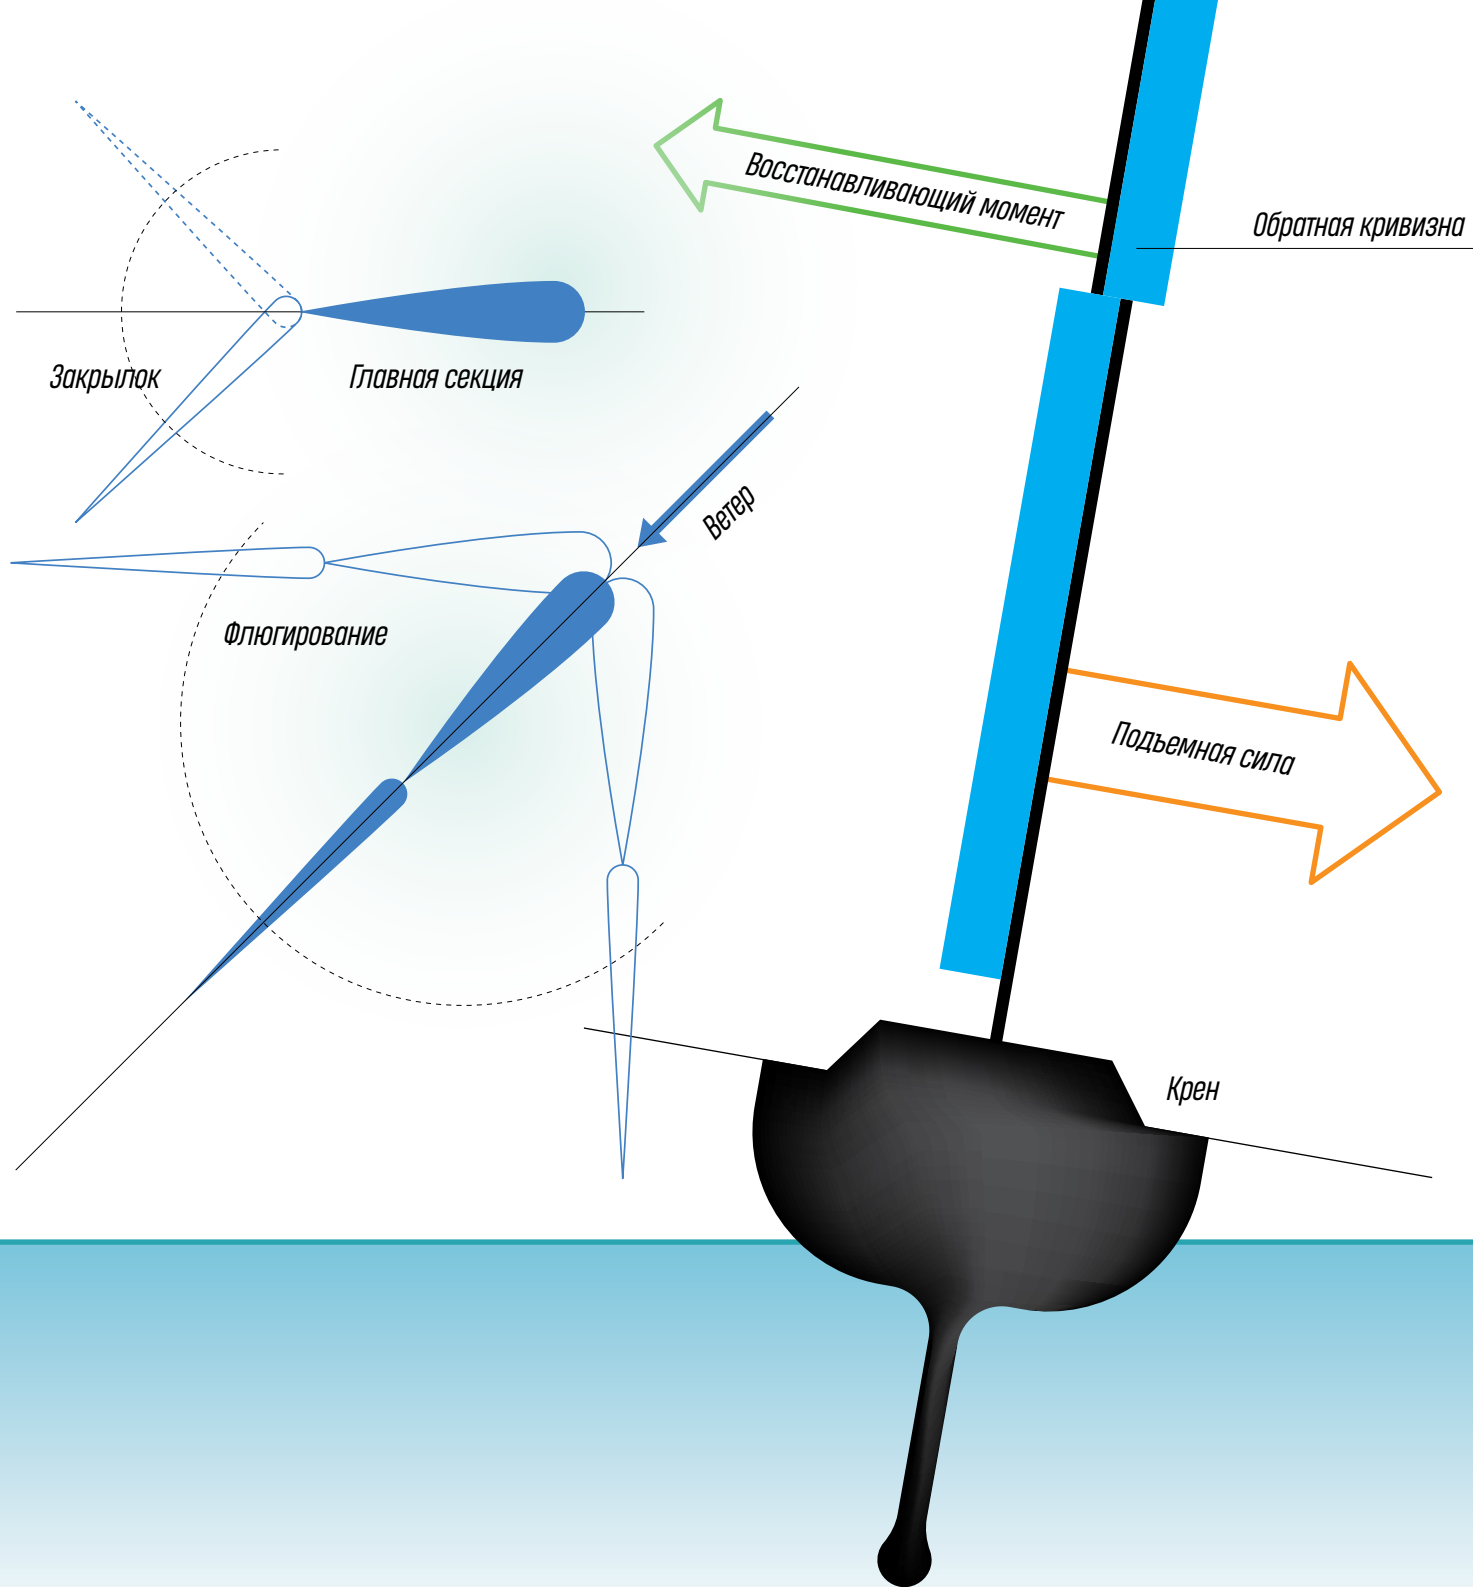 Восстанавливающий момент
Обратная кривизна
Закрылок
Главная секция
Ветер
Флюгирование
Подъемная сила
Крен